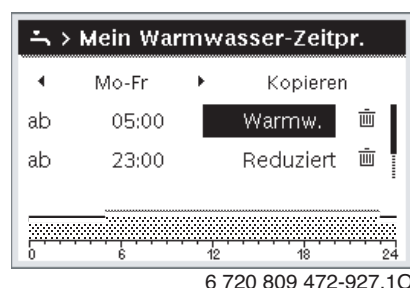 > Mein Warmwasser-Zeitpr.
Mo-Fr Kopieren
ab 05:00 Warmw.
ab 23:00 Reduziert
0 6 12 18 24
6 720 809 472-927.1O